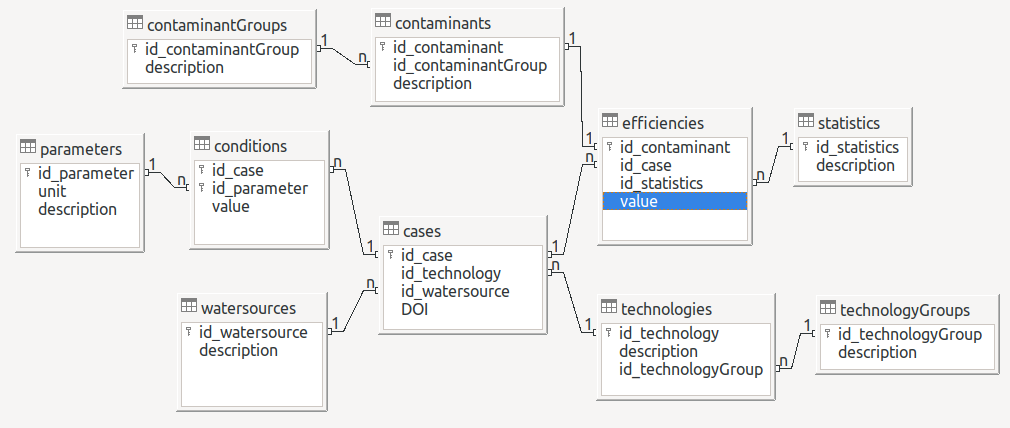 contaminantGroups
id_contaminantGroup
description
1
n
contaminants
id_contaminant
id_contaminantGroup
description
1
1
efficiencies
id_contaminant
id_case
id_statistics
value
n
n
1
statistics
id_statistics
description
parameters
id_parameter
unit
description
1
n
conditions
id_case
id_parameter
value
n
1
cases
id_case
id_technology
id_watersource
DOI
1
n
n
1
watersources
id_watersource
description
1
technologies
id_technology
description
id_technologyGroup
n
1
technologyGroups
id_technologyGroup
description